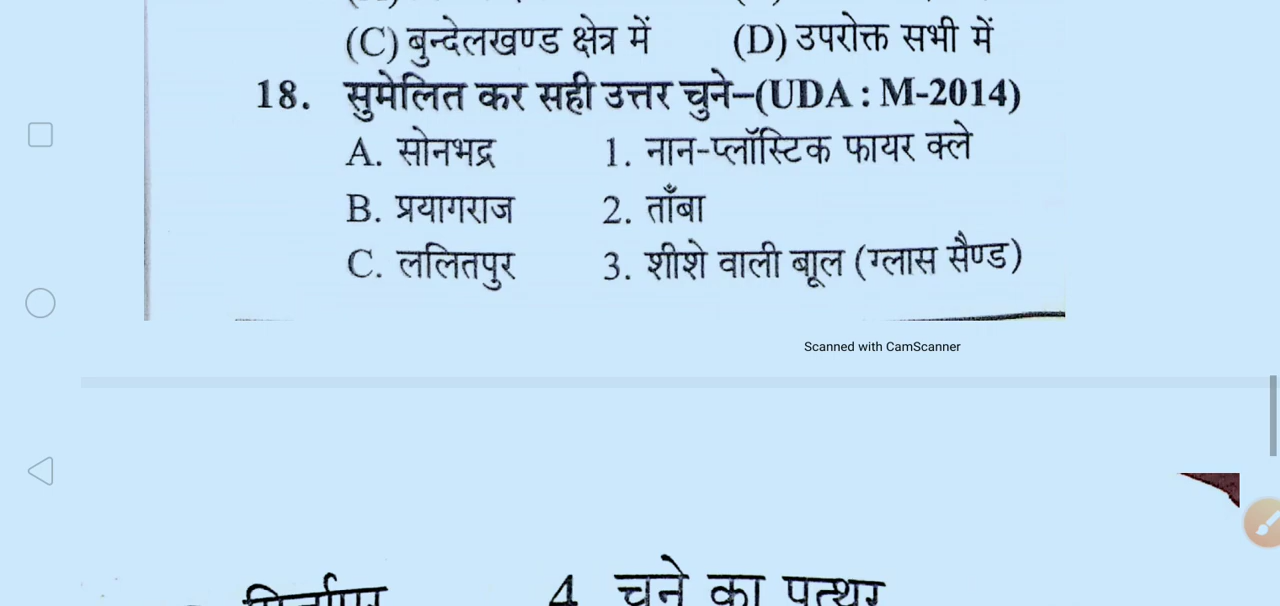 (C) बुन्देलखण्ड क्षेत्र में (D) उपरोक्त सभी में
18. सुमेलित कर सही उत्तर चुने–(UDA : M-2014)
A. सोनभद्र 1. नान-प्लॉस्टिक फायर क्ले
B. प्रयागराज 2. ताँबा
C. ललितपुर 3. शीशे वाली बाूल (ग्लास सैण्ड)
Scanned with CamScanner
4 चूने का पत्थर